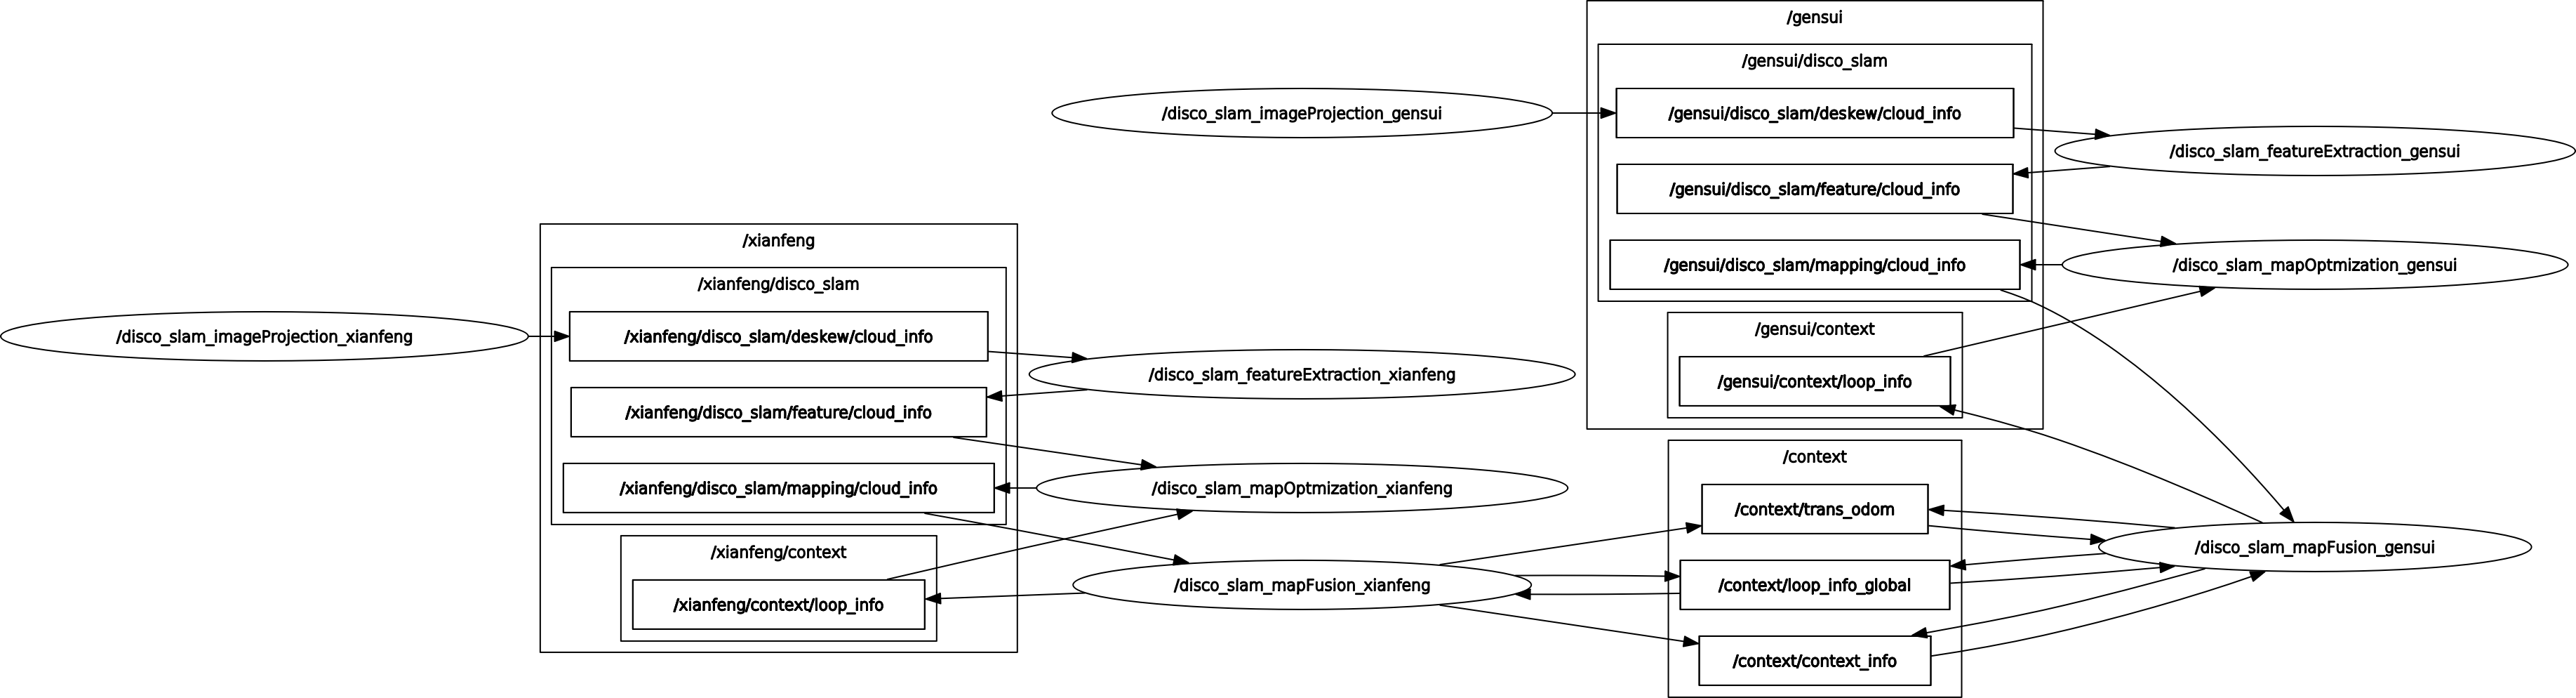 /gensui
/gensui/disco_slam
/disco_slam_imageProjection_gensui
/gensui/disco_slam/deskew/cloud_info
/disco_slam_featureExtraction_gensui
/gensui/disco_slam/feature/cloud_info
/gensui/disco_slam/mapping/cloud_info
/disco_slam_mapOptmization_gensui
/gensui/context
/gensui/context/loop_info
/xianfeng
/xianfeng/disco_slam
/disco_slam_imageProjection_xianfeng
/xianfeng/disco_slam/deskew/cloud_info
/disco_slam_featureExtraction_xianfeng
/xianfeng/disco_slam/feature/cloud_info
/xianfeng/disco_slam/mapping/cloud_info
/disco_slam_mapOptmization_xianfeng
/xianfeng/context
/xianfeng/context/loop_info
/disco_slam_mapFusion_xianfeng
/context
/context/trans_odom
/context/loop_info_global
/context/context_info
/disco_slam_mapFusion_gensui